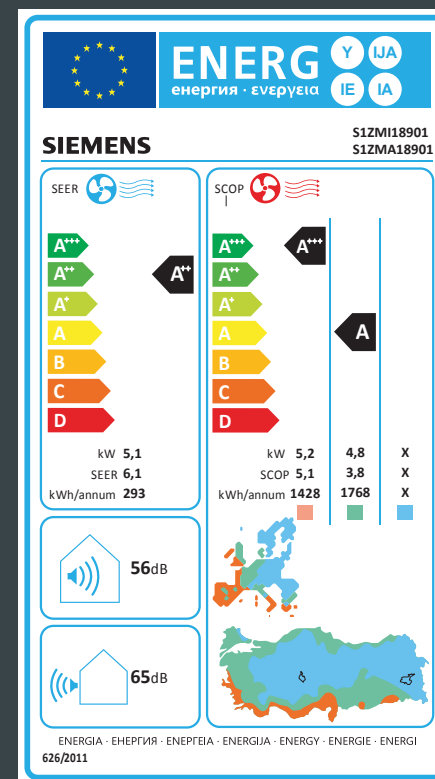 ENERG
енергия · ενεργεια
Y
IJA
IE
IA
SIEMENS
S1ZMI18901
S1ZMA18901
SEER
A+++
A++
A+
A
B
C
D
A++
kW 5,1
SEER 6,1
kWh/annum 293
SCOP
A+++
A++
A+
A
B
C
D
A+++
A
kW 5,2 4,8 X
SCOP 5,1 3,8 X
kWh/annum 1428 1768 X
56dB
65dB
ENERGIA · ЕНЕРГИЯ · ΕΝΕΡΓΕΙΑ · ENERGIJA · ENERGY · ENERGIE · ENERGI
626/2011